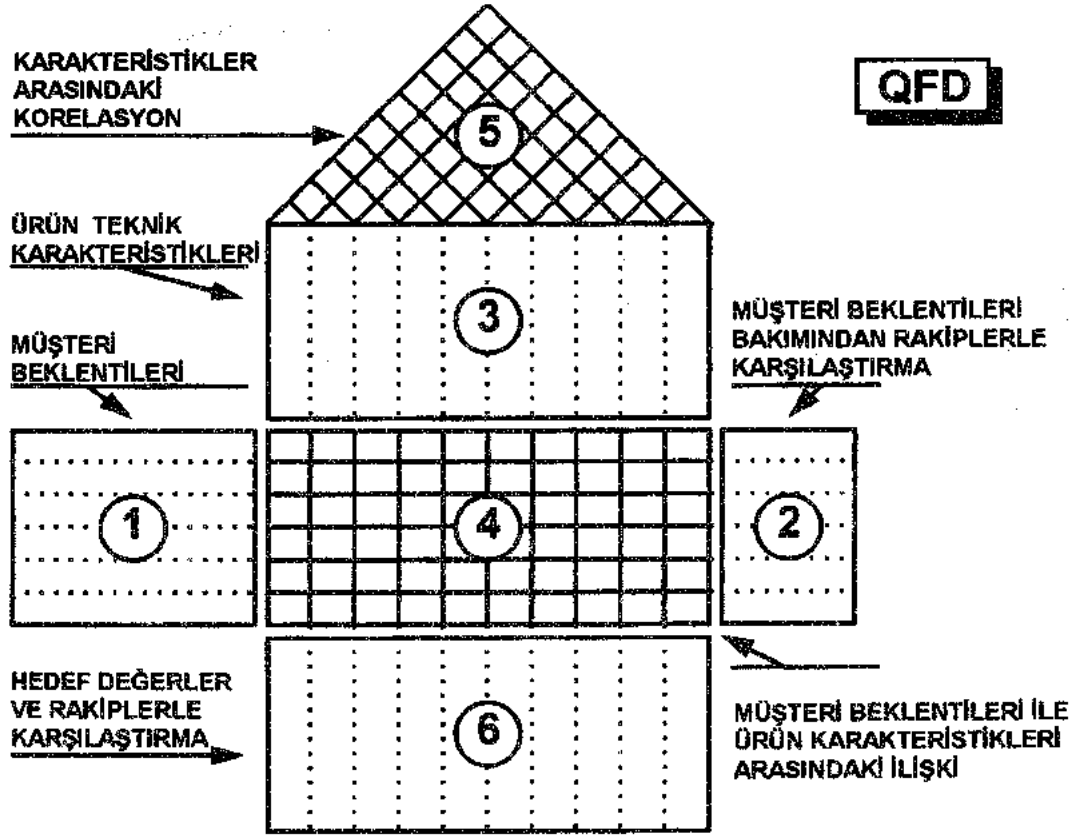 KARAKTERİSTİKLER
ARASINDAKİ
KORELASYON
QFD
5
ÜRÜN TEKNİK
KARAKTERİSTİKLERİ
3
MÜŞTERİ BEKLENTİLERİ
BAKIMINDAN RAKİPLERLE
KARŞILAŞTIRMA
MÜŞTERİ
BEKLENTİLERİ
1
4
2
HEDEF DEĞERLER
VE RAKİPLERLE
KARŞILAŞTIRMA
6
MÜŞTERİ BEKLENTİLERİ İLE
ÜRÜN KARAKTERİSTİKLERİ
ARASINDAKİ İLİŞKİ